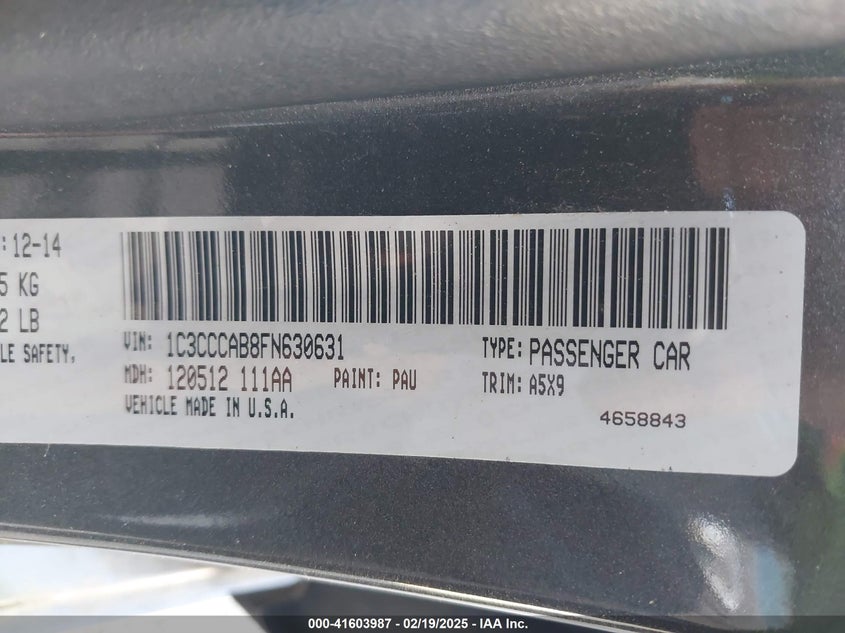 : 12-14
5 KG
2 LB
LE SAFETY,
VIN: 1C3CCCAB8FN630631
TYPE: PASSENGER CAR
MDH: 120512 111AA
PAINT: PAU
TRIM: A5X9
VEHICLE MADE IN U.S.A.
4658843
000-41603987 - 02/19/2025 - IAA Inc.